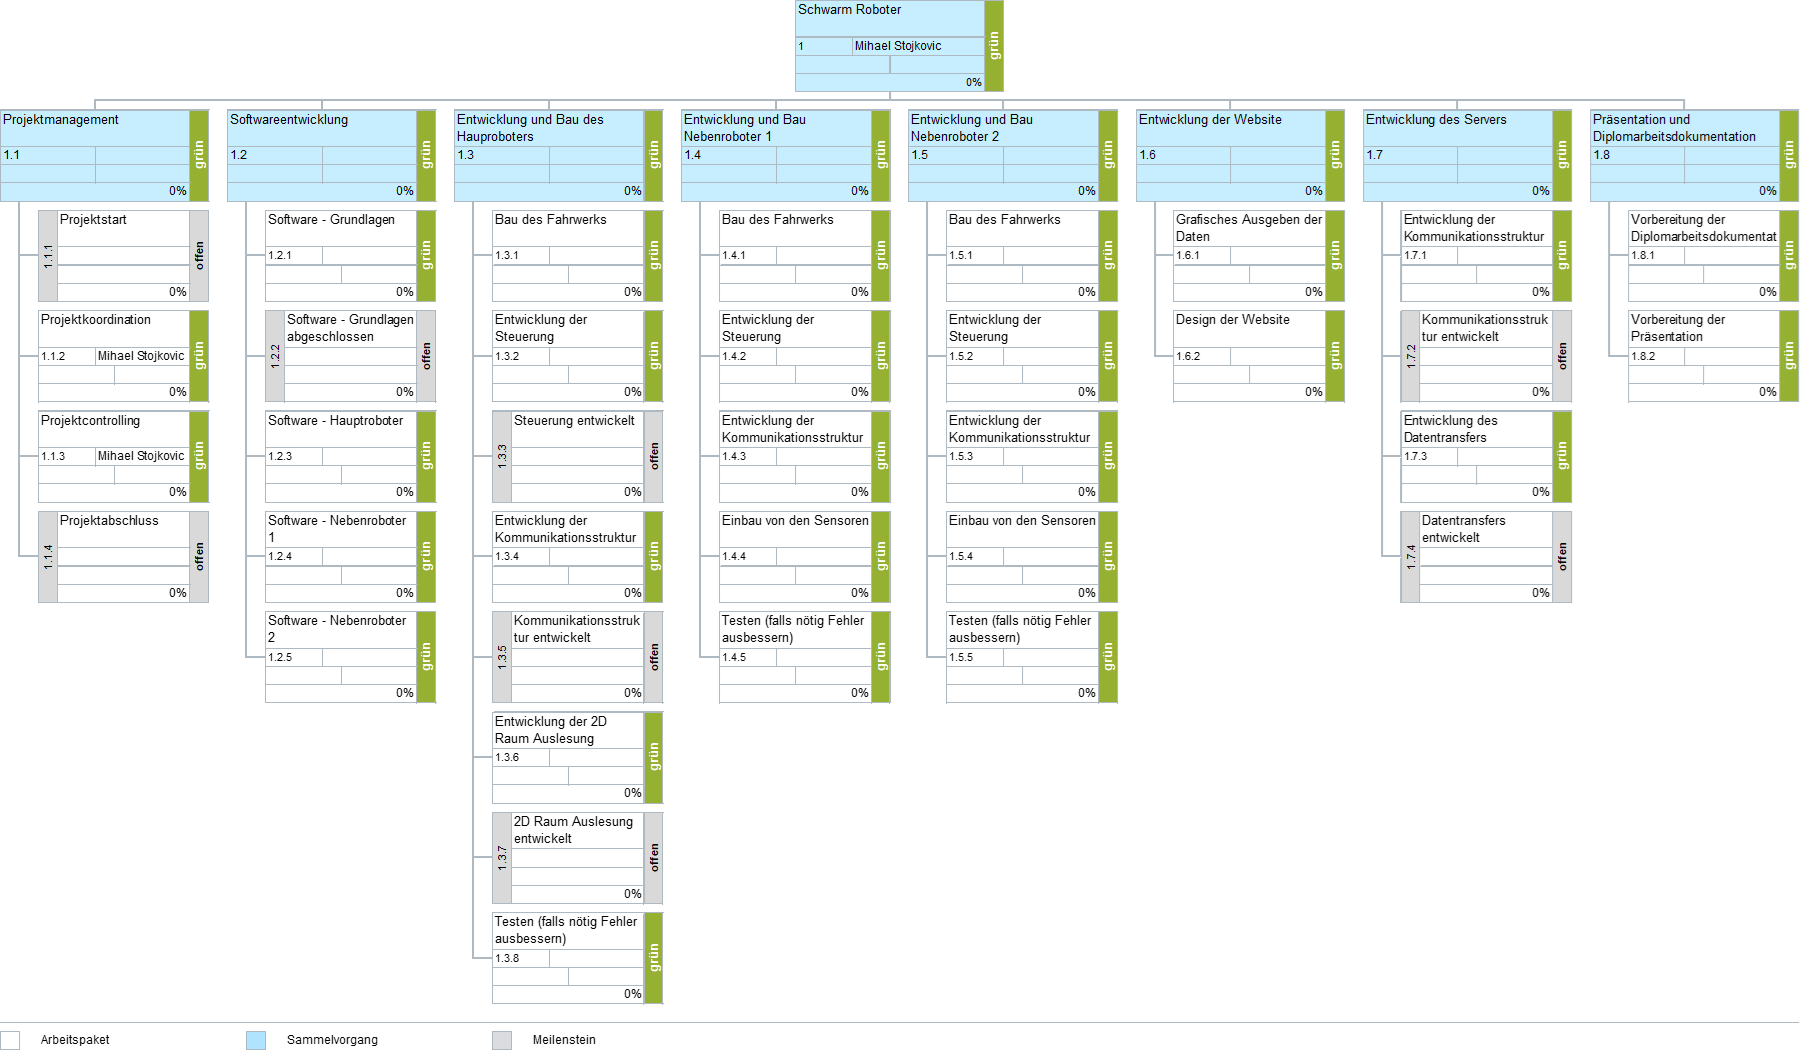 Schwarm Roboter
1
Mihael Stojkovic
0%
grün
Projektmanagement
1.1
0%
grün
Projektstart
1.1.1
0%
offen
Projektkoordination
1.1.2
Mihael Stojkovic
0%
grün
Projektcontrolling
1.1.3
Mihael Stojkovic
0%
grün
Projektabschluss
1.1.4
0%
offen
Softwareentwicklung
1.2
0%
grün
Software - Grundlagen
1.2.1
0%
grün
Software - Grundlagen
abgeschlossen
1.2.2
0%
offen
Software - Hauptroboter
1.2.3
0%
grün
Software - Nebenroboter
1
1.2.4
0%
grün
Software - Nebenroboter
2
1.2.5
0%
grün
Entwicklung und Bau des
Hauproboters
1.3
0%
grün
Bau des Fahrwerks
1.3.1
0%
grün
Entwicklung der
Steuerung
1.3.2
0%
grün
Steuerung entwickelt
1.3.3
0%
offen
Entwicklung der
Kommunikationsstruktur
1.3.4
0%
grün
Kommunikationsstruk
tur entwickelt
1.3.5
0%
offen
Entwicklung der 2D
Raum Auslesung
1.3.6
0%
grün
2D Raum Auslesung
entwickelt
1.3.7
0%
offen
Testen (falls nötig Fehler
ausbessern)
1.3.8
0%
grün
Entwicklung und Bau
Nebenroboter 1
1.4
0%
grün
Bau des Fahrwerks
1.4.1
0%
grün
Entwicklung der
Steuerung
1.4.2
0%
grün
Entwicklung der
Kommunikationsstruktur
1.4.3
0%
grün
Einbau von den Sensoren
1.4.4
0%
grün
Testen (falls nötig Fehler
ausbessern)
1.4.5
0%
grün
Entwicklung und Bau
Nebenroboter 2
1.5
0%
grün
Bau des Fahrwerks
1.5.1
0%
grün
Entwicklung der
Steuerung
1.5.2
0%
grün
Entwicklung der
Kommunikationsstruktur
1.5.3
0%
grün
Einbau von den Sensoren
1.5.4
0%
grün
Testen (falls nötig Fehler
ausbessern)
1.5.5
0%
grün
Entwicklung der Website
1.6
0%
grün
Grafisches Ausgeben der
Daten
1.6.1
0%
grün
Design der Website
1.6.2
0%
grün
Entwicklung des Servers
1.7
0%
grün
Entwicklung der
Kommunikationsstruktur
1.7.1
0%
grün
Kommunikationsstruk
tur entwickelt
1.7.2
0%
offen
Entwicklung des
Datentransfers
1.7.3
0%
grün
Datentransfers
entwickelt
1.7.4
0%
offen
Präsentation und
Diplomarbeitsdokumentation
1.8
0%
grün
Vorbereitung der
Diplomarbeitsdokumentat
1.8.1
0%
grün
Vorbereitung der
Präsentation
1.8.2
0%
grün
Arbeitspaket
Sammelvorgang
Meilenstein